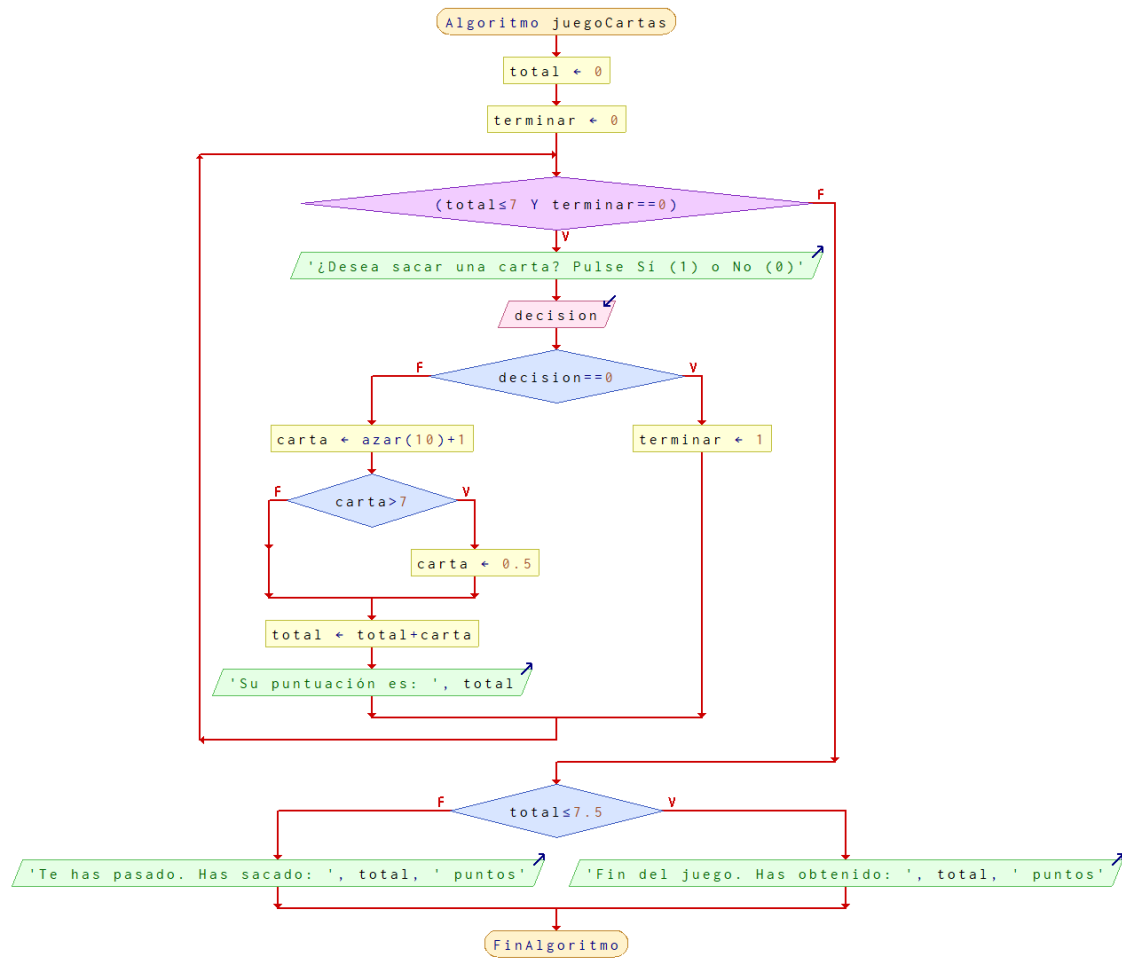 Algoritmo juegoCartas
total ← 0
terminar ← 0
(total≤7 Y terminar==0)
F
V
'¿Desea sacar una carta? Pulse Sí (1) o No (0)'
decision
F
decision==0
V
carta ← azar(10)+1
terminar ← 1
F
carta>7
V
carta ← 0.5
total ← total+carta
'Su puntuación es: ', total
F
total≤7.5
V
'Te has pasado. Has sacado: ', total, ' puntos'
'Fin del juego. Has obtenido: ', total, ' puntos'
FinAlgoritmo